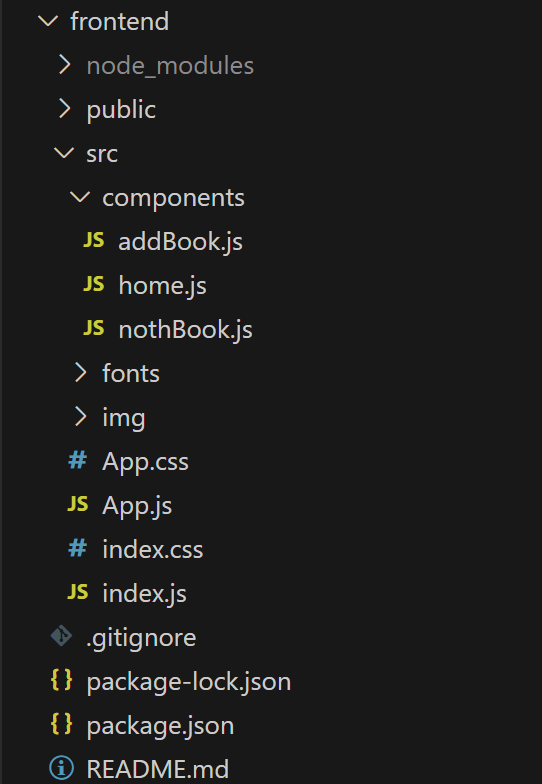 frontend
node_modules
public
src
components
JS addBook.js
JS home.js
JS nothBook.js
fonts
img
# App.css
JS App.js
# index.css
JS index.js
.gitignore
{} package-lock.json
{} package.json
README.md